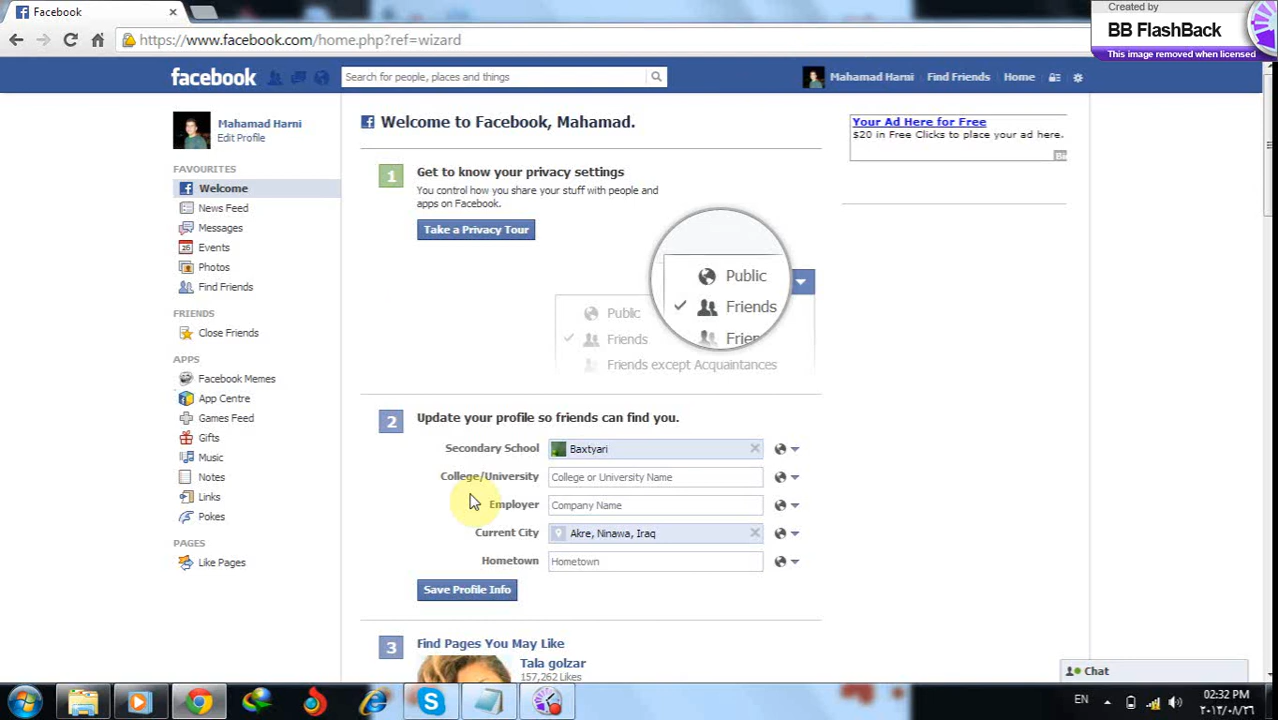 Facebook
Created by
BB FlashBack
This image removed when licensed
https://www.facebook.com/home.php?ref=wizard
facebook
Search for people, places and things
Mahamad Harni
Find Friends
Home
Mahamad Harni
Edit Profile
FAVOURITES
Welcome
News Feed
Messages
Events
Photos
Find Friends
FRIENDS
Close Friends
APPS
Facebook Memes
App Centre
Games Feed
Gifts
Music
Notes
Links
Pokes
PAGES
Like Pages
Welcome to Facebook, Mahamad.
1
Get to know your privacy settings
You control how you share your stuff with people and
apps on Facebook.
Take a Privacy Tour
Public
Friends
Public
Friends
Friends except Acquaintances
2
Update your profile so friends can find you.
Secondary School
Baxtyari
College/University
College or University Name
Employer
Company Name
Current City
Akre, Ninawa, Iraq
Hometown
Hometown
Save Profile Info
3
Find Pages You May Like
Tala golzar
157,262 Likes
Your Ad Here for Free
$20 in Free Clicks to place your ad here.
Chat
EN
02:32 PM
٢٠١٣/٠٨/٢٦